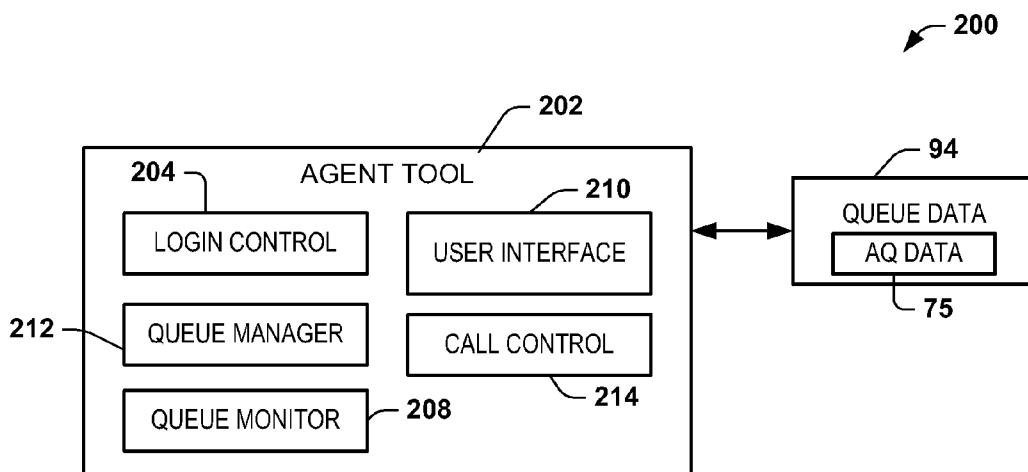 200
202
94
AGENT TOOL
204
210
LOGIN CONTROL
USER INTERFACE
QUEUE DATA
AQ DATA
75
212
QUEUE MANAGER
CALL CONTROL
214
QUEUE MONITOR
208